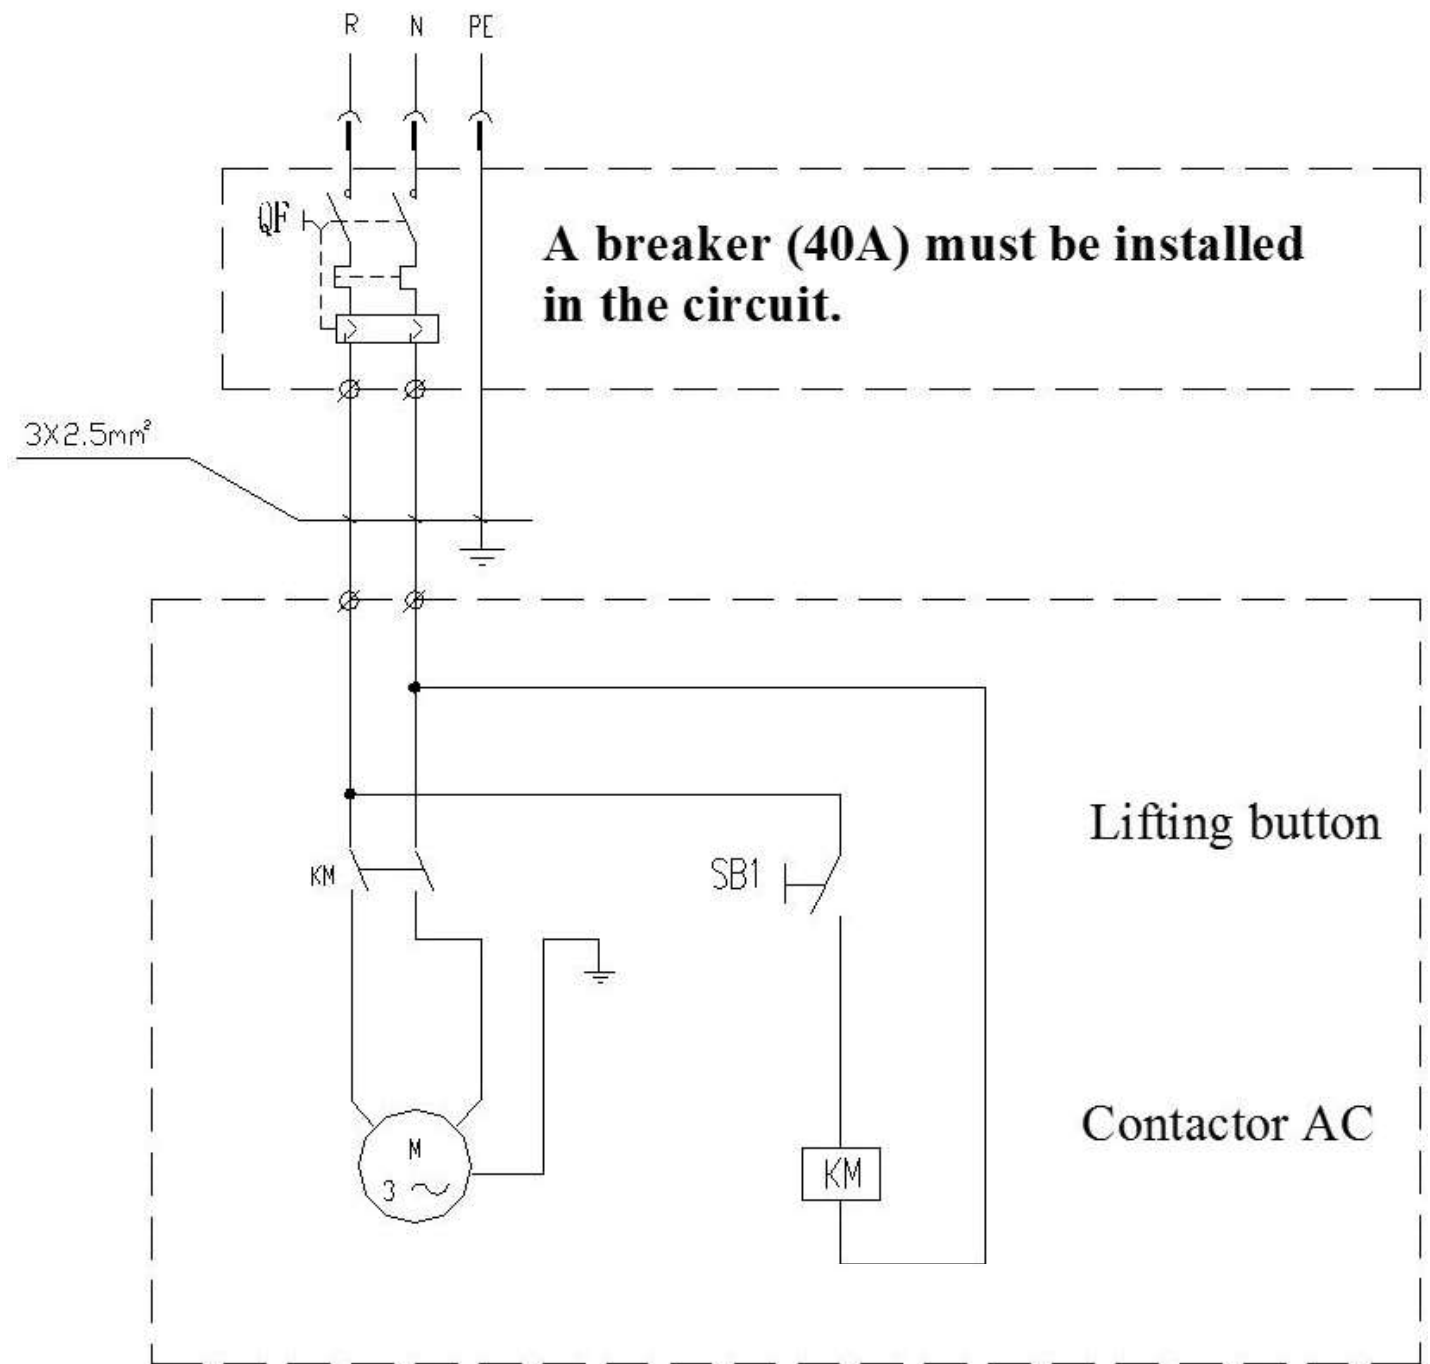 R N PE
QF
A breaker (40A) must be installed
in the circuit.
3X2.5mm²
Lifting button
KM
SB1
Contactor AC
M
3 ~
KM